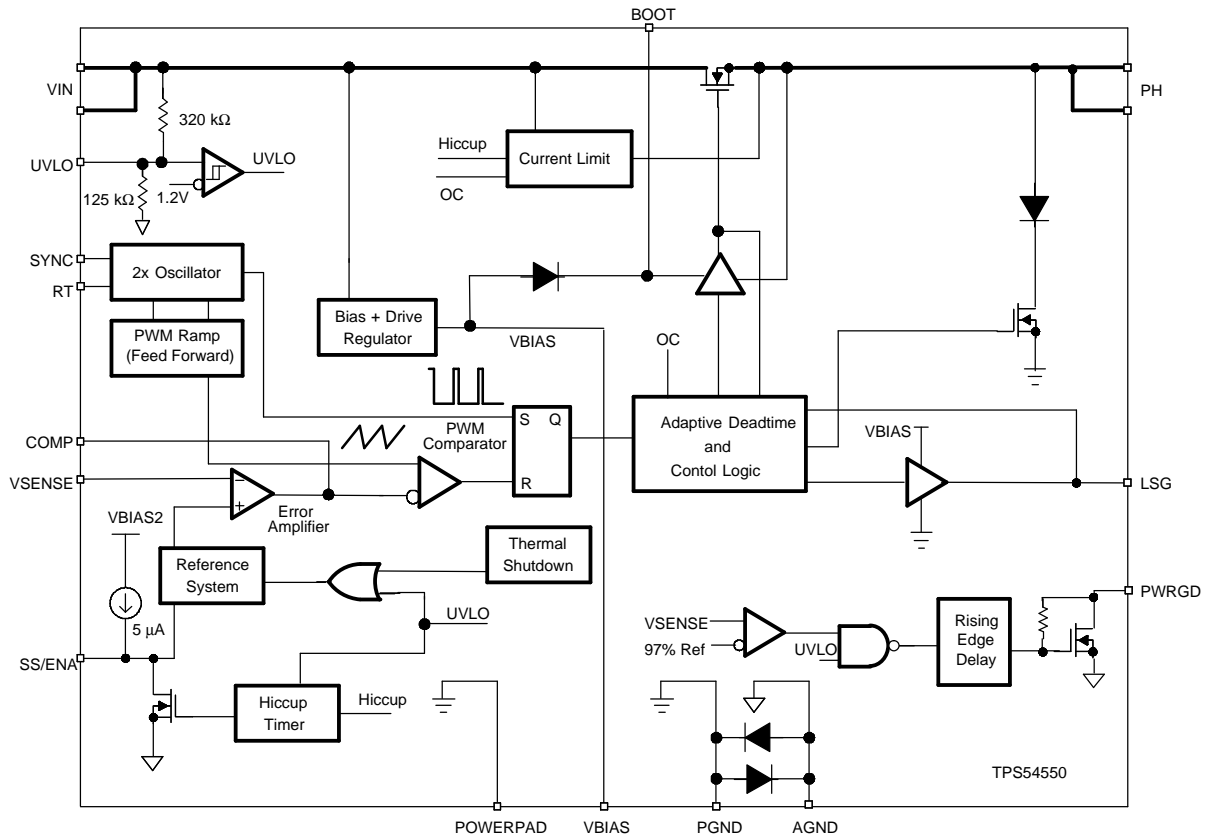 BOOT
VIN
PH
320 kΩ
Hiccup
Current Limit
OC
UVLO
UVLO
125 kΩ
1.2V
SYNC
2x Oscillator
RT
PWM Ramp
(Feed Forward)
Bias + Drive
Regulator
VBIAS
OC
S Q
R
PWM
Comparator
Adaptive Deadtime
and
Contol Logic
VBIAS
COMP
VSENSE
LSG
−
+
Error
Amplifier
VBIAS2
Reference
System
Thermal
Shutdown
5 µA
UVLO
SS/ENA
Hiccup
Timer
Hiccup
VSENSE
97% Ref
UVLO
Rising
Edge
Delay
PWRGD
TPS54550
POWERPAD
VBIAS
PGND
AGND